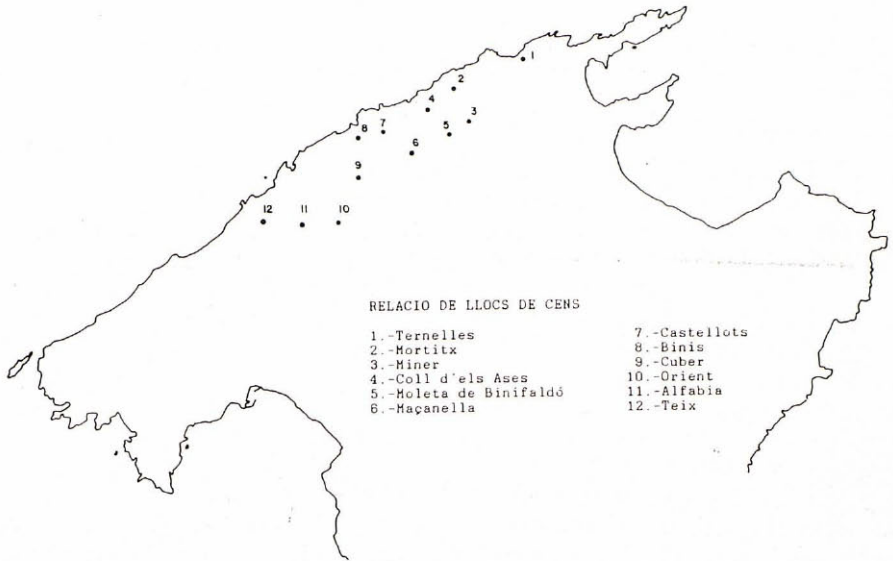 1
2
4
3
7
5
8
6
9
12
11
10
RELACIO DE LLOCS DE CENS
1.-Ternelles
2.-Mortitx
3.-Miner
4.-Coll d'els Ases
5.-Moleta de Binifaldó
6.-Maçanella
7.-Castellots
8.-Binis
9.-Cuber
10.-Orient
11.-Alfabia
12.-Teix